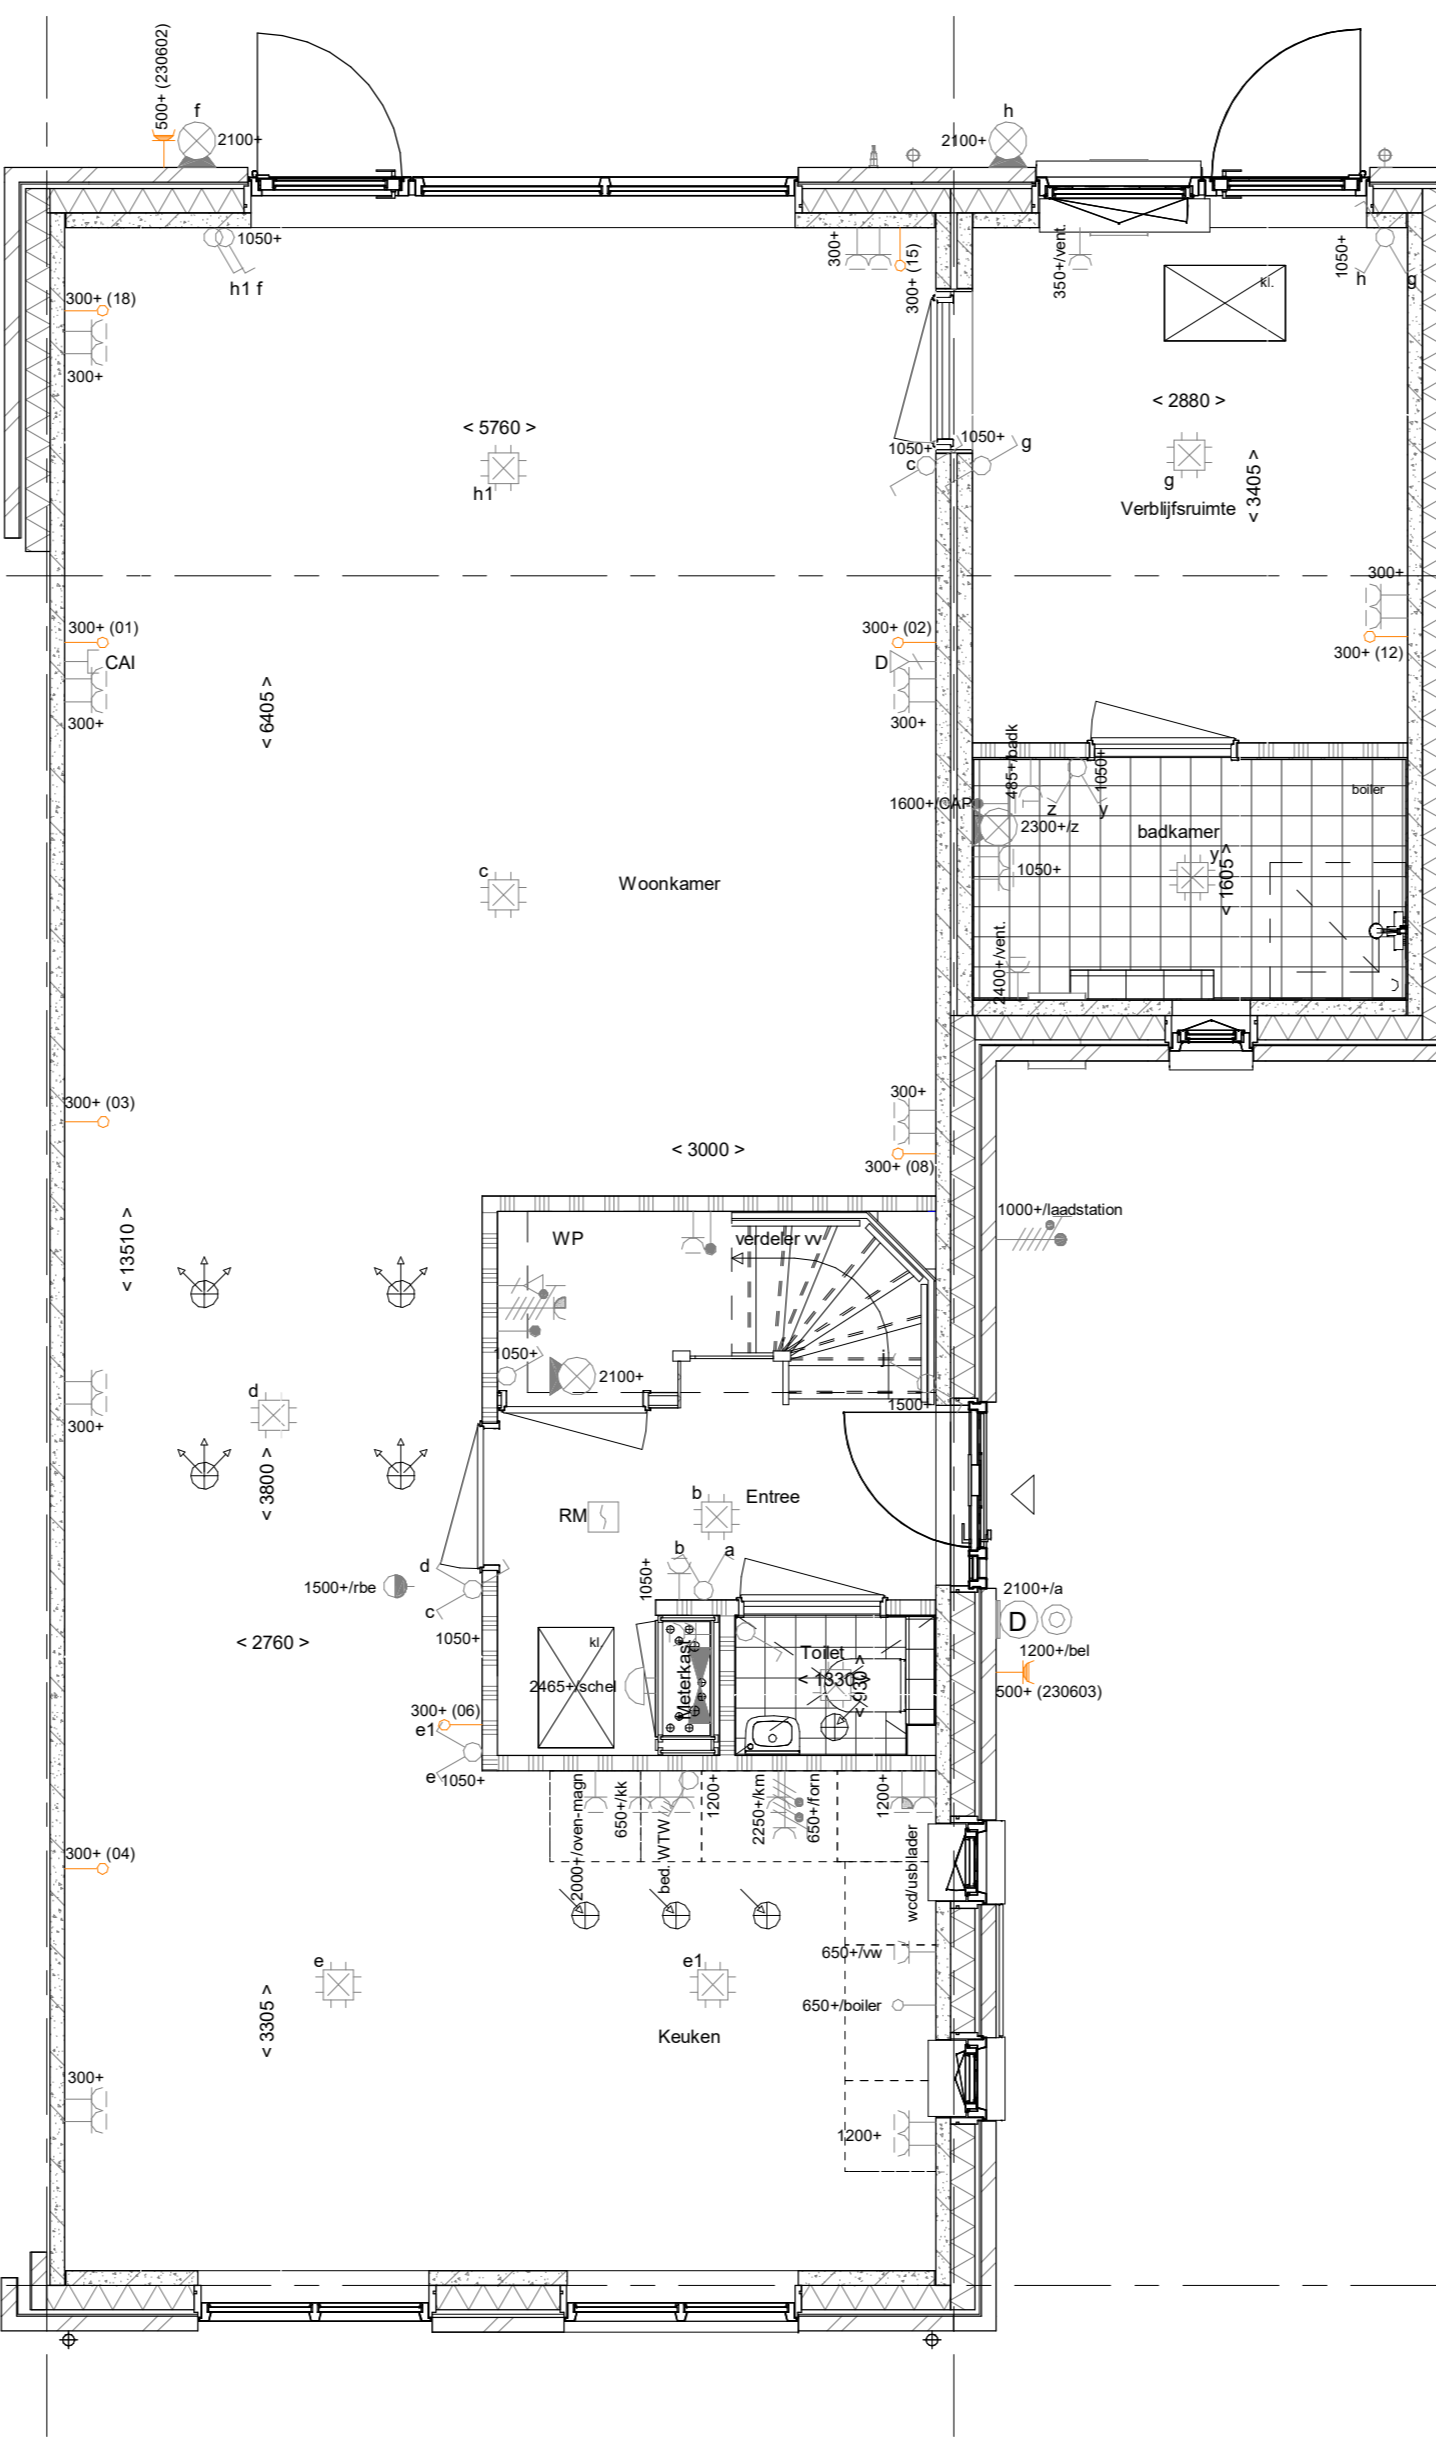 500+ (230602)
f
2100+
h
2100+
1050+
h1 f
300+
300+ (15)
350+/vent.
1050+
h
g
kl.
300+ (18)
300+
< 5760 >
h1
< 2880 >
1050+
c
1050+
g
g
< 3405 >
Verblijfsruimte
300+
300+ (12)
300+ (01)
CAI
300+
300+ (02)
D
300+
< 6405 >
485+/badk
1050+
z
y
1600+/CAP
2300+/z
boiler
badkamer
y
< 1605 >
1050+
2400+/vent.
c
Woonkamer
300+ (03)
300+
300+ (08)
< 3000 >
1000+/laadstation
WP
verdeler vv
< 13510 >
1050+
2100+
j
1500+
d
300+
< 3800 >
RM
b
Entree
b
a
1050+
d
1500+/rbe
c
1050+
2100+/a
D
1200+/bel
500+ (230603)
< 2760 >
kl
2465+/schel
Meterkast
Toilet
< 1330 >
< 930 >
300+ (06)
e1
e
1050+
2000+/oven-magn
650+/kk
bed. WTW
1200+
2250+/km
650+/forn
1200+
wcd/usb lader
300+ (04)
650+/vw
650+/boiler
e
e1
< 3305 >
Keuken
300+
1200+